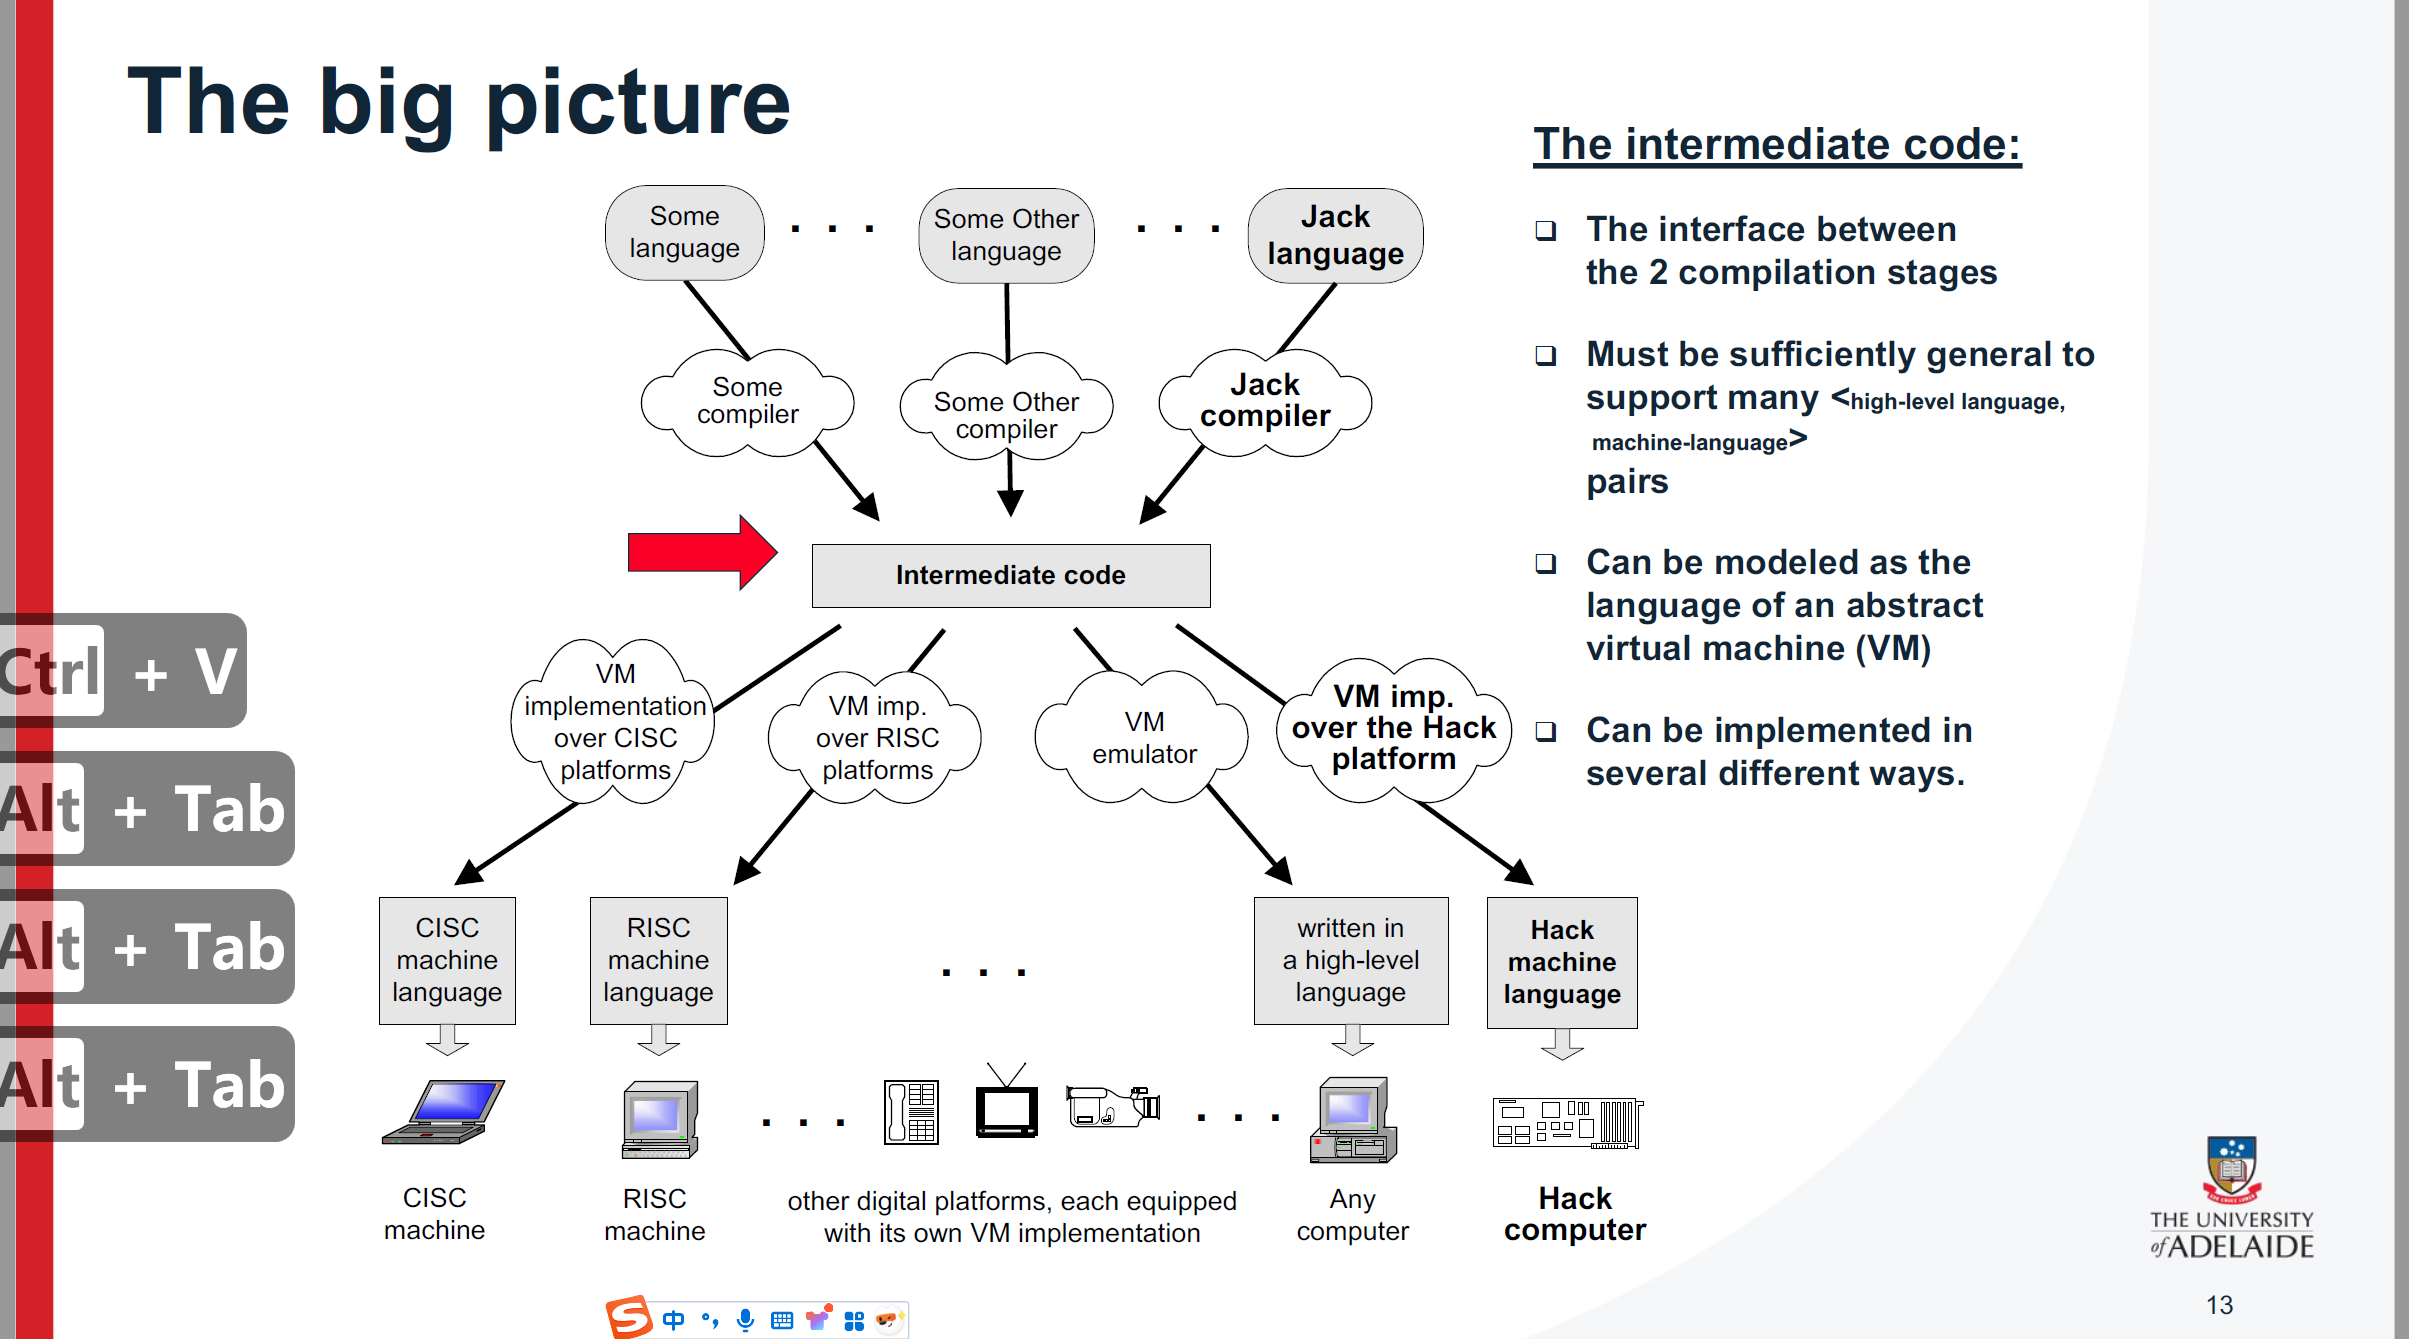 The big picture
The intermediate code:
Some
language
. . .
Some Other
language
. . .
Jack
language
❑ The interface between
the 2 compilation stages
❑ Must be sufficiently general to
support many <high-level language,
machine-language>
pairs
❑ Can be modeled as the
language of an abstract
virtual machine (VM)
❑ Can be implemented in
several different ways.
Some
compiler
Some Other
compiler
Jack
compiler
Intermediate code
VM
implementation
over CISC
platforms
VM imp.
over RISC
platforms
VM
emulator
VM imp.
over the Hack
platform
CISC
machine
language
RISC
machine
language
. . .
written in
a high-level
language
Hack
machine
language
. . .
. . .
CISC
machine
RISC
machine
other digital platforms, each equipped
with its own VM implementation
Any
computer
Hack
computer
Ctrl + V
Alt + Tab
Alt + Tab
Alt + Tab
THE UNIVERSITY
of ADELAIDE
13
S 中